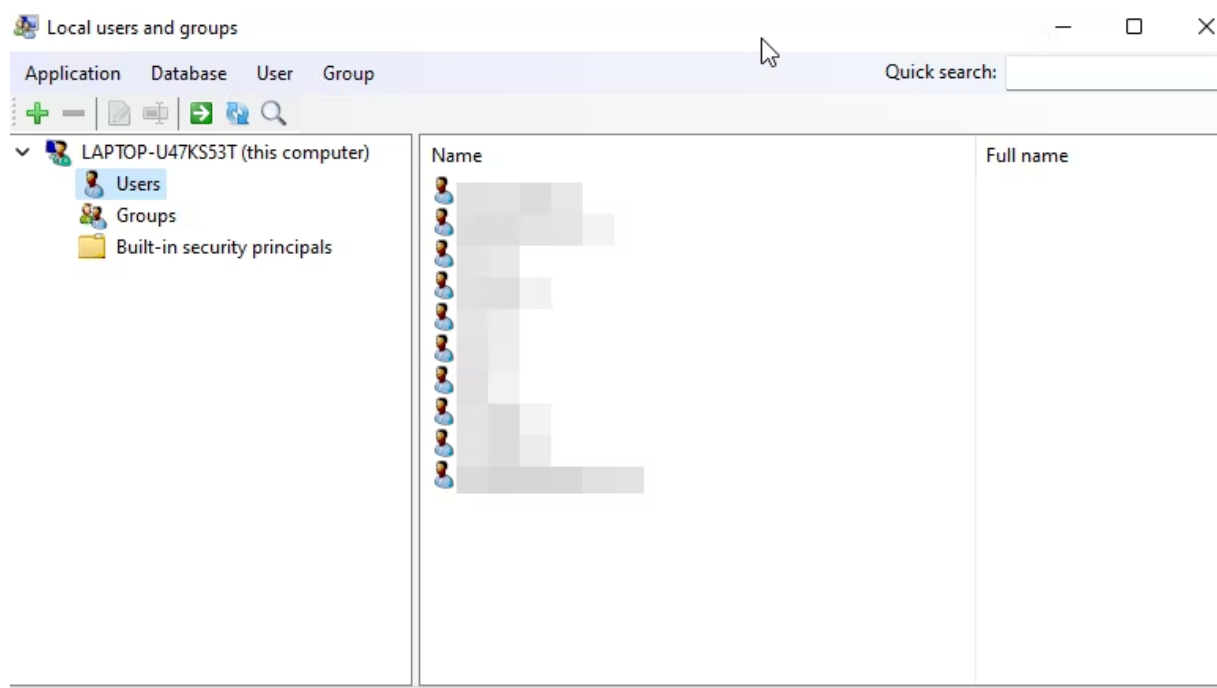 Local users and groups
Application Database User Group Quick search:
LAPTOP-U47KS53T (this computer)
Users
Groups
Built-in security principals
Name Full name